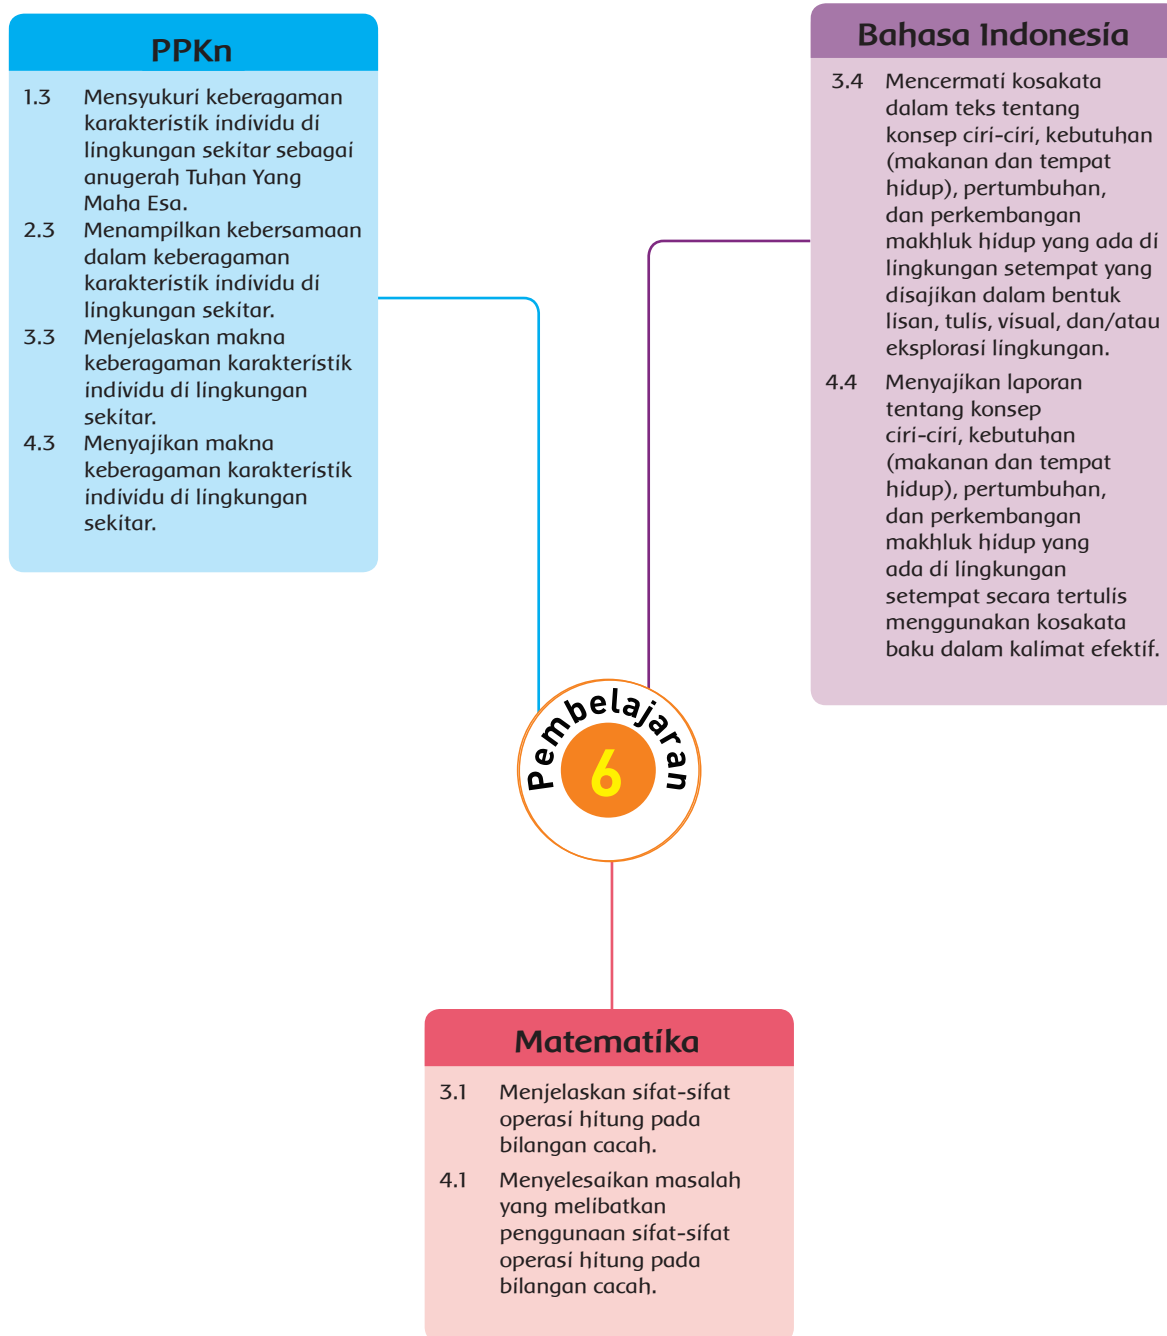 PPKn
1.3 Mensyukuri keberagaman
karakteristik individu di
lingkungan sekitar sebagai
anugerah Tuhan Yang
Maha Esa.
2.3 Menampilkan kebersamaan
dalam keberagaman
karakteristik individu di
lingkungan sekitar.
3.3 Menjelaskan makna
keberagaman karakteristik
individu di lingkungan
sekitar.
4.3 Menyajikan makna
keberagaman karakteristik
individu di lingkungan
sekitar.
Bahasa Indonesia
3.4 Mencermati kosakata
dalam teks tentang
konsep ciri-ciri, kebutuhan
(makanan dan tempat
hidup), pertumbuhan,
dan perkembangan
makhluk hidup yang ada di
lingkungan setempat yang
disajikan dalam bentuk
lisan, tulis, visual, dan/atau
eksplorasi lingkungan.
4.4 Menyajikan laporan
tentang konsep
ciri-ciri, kebutuhan
(makanan dan tempat
hidup), pertumbuhan,
dan perkembangan
makhluk hidup yang
ada di lingkungan
setempat secara tertulis
menggunakan kosakata
baku dalam kalimat efektif.
Pembelajaran
6
Matematika
3.1 Menjelaskan sifat-sifat
operasi hitung pada
bilangan cacah.
4.1 Menyelesaikan masalah
yang melibatkan
penggunaan sifat-sifat
operasi hitung pada
bilangan cacah.